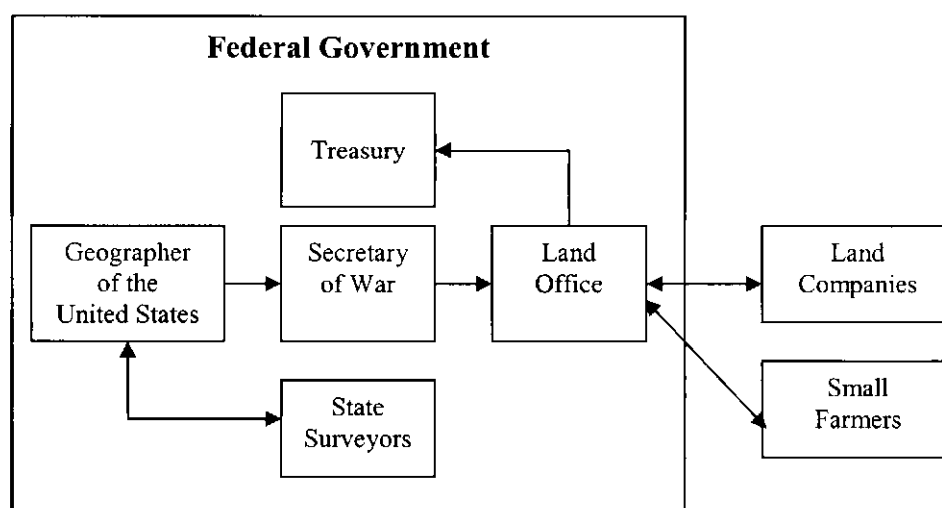 Federal Government
Treasury
Geographer
of the
United States
Secretary
of War
Land
Office
Land
Companies
State
Surveyors
Small
Farmers